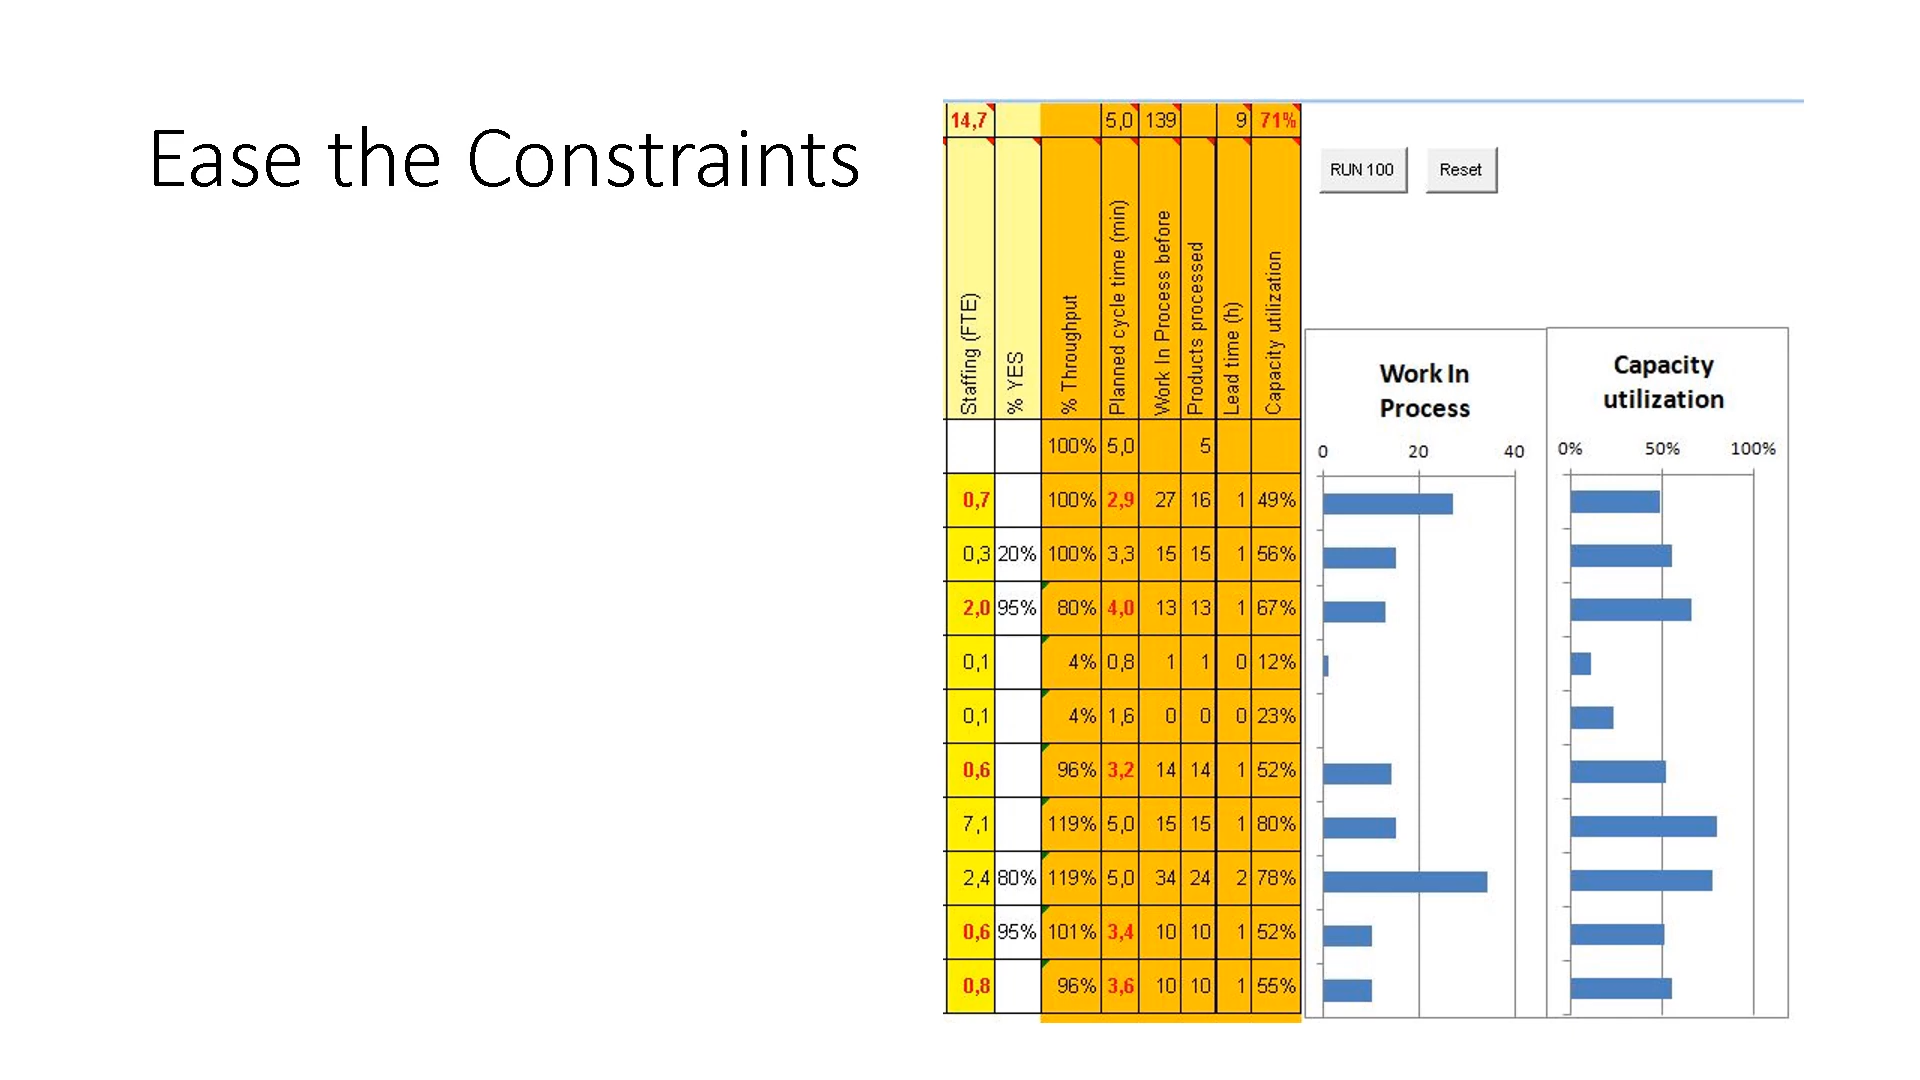 Ease the Constraints
14,7 5,0 139 9 71%
Staffing (FTE) % YES % Throughput Planned cycle time (min) Work In Process before Products processed Lead time (h) Capacity utilization
100% 5,0 5
0,7 100% 2,9 27 16 1 49%
0,3 20% 100% 3,3 15 15 1 56%
2,0 95% 80% 4,0 13 13 1 67%
0,1 4% 0,8 1 1 0 12%
0,1 4% 1,6 0 0 0 23%
0,6 96% 3,2 14 14 1 52%
7,1 119% 5,0 15 15 1 80%
2,4 80% 119% 5,0 34 24 2 78%
0,6 95% 101% 3,4 10 10 1 52%
0,8 96% 3,6 10 10 1 55%
RUN 100 Reset
Work In
Process
0 20 40
Capacity
utilization
0% 50% 100%